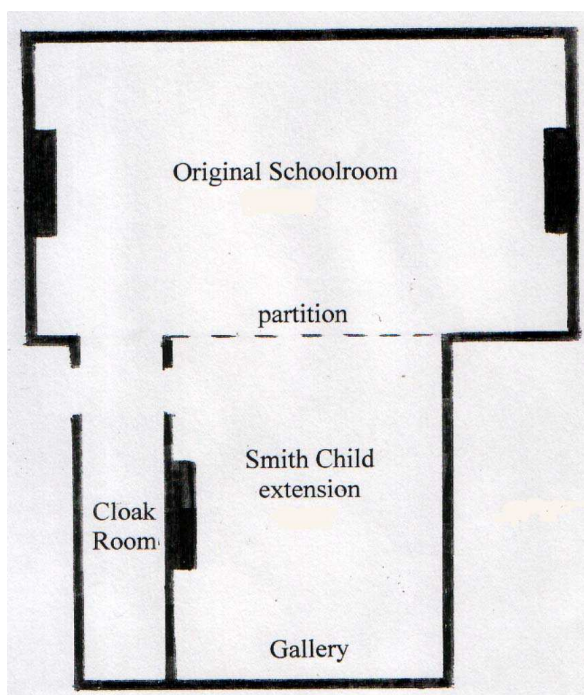 Original Schoolroom
partition
Smith Child
extension
Cloak
Room
Gallery